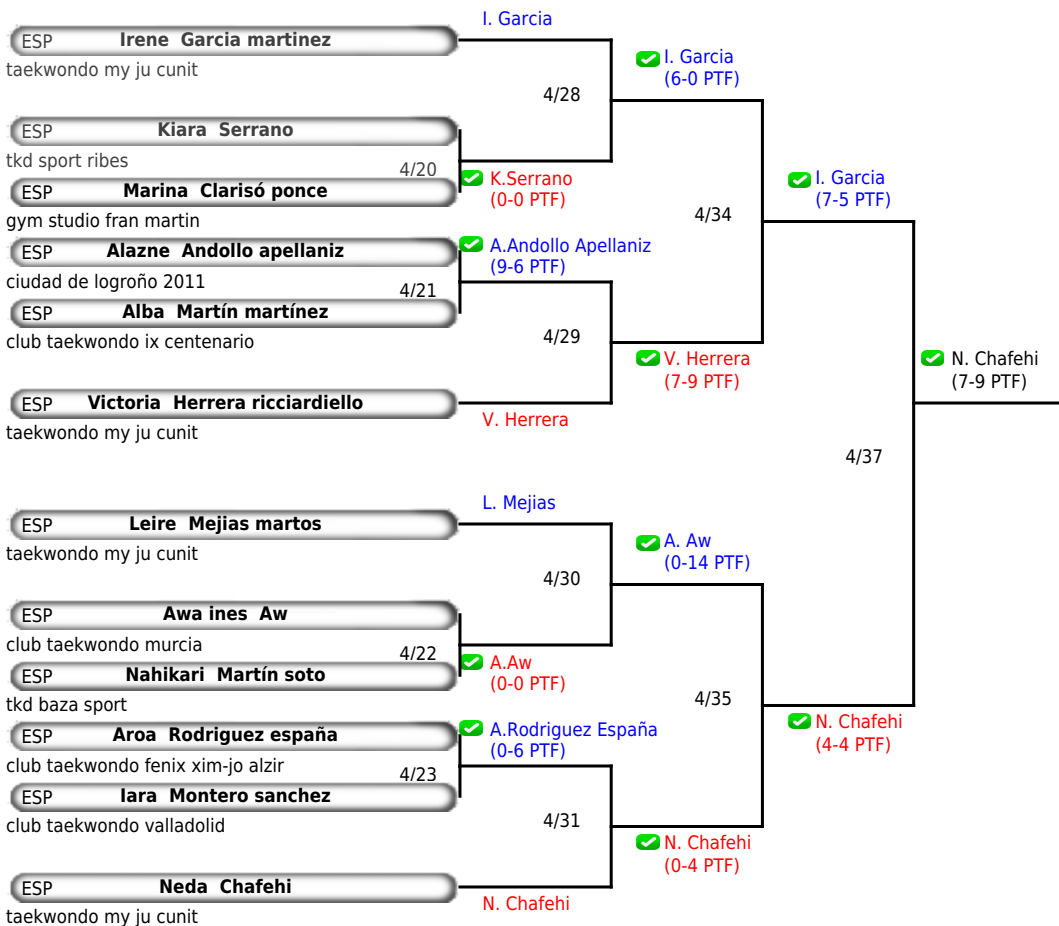 I. Garcia
ESP Irene Garcia martinez
taekwondo my ju cunit
I. Garcia
(6-0 PTF)
4/28
ESP Kiara Serrano
tkd sport ribes
4/20
K.Serrano
(0-0 PTF)
ESP Marina Clarisó ponce
gym studio fran martin
I. Garcia
(7-5 PTF)
4/34
ESP Alazne Andollo apellaniz
A.Andollo Apellaniz
(9-6 PTF)
ciudad de logroño 2011
4/21
ESP Alba Martín martínez
club taekwondo ix centenario
4/29
V. Herrera
(7-9 PTF)
N. Chafehi
(7-9 PTF)
ESP Victoria Herrera ricciardiello
taekwondo my ju cunit
V. Herrera
4/37
L. Mejias
ESP Leire Mejias martos
taekwondo my ju cunit
A. Aw
(0-14 PTF)
4/30
ESP Awa ines Aw
club taekwondo murcia
4/22
A.Aw
(0-0 PTF)
ESP Nahikari Martín soto
tkd baza sport
4/35
N. Chafehi
(4-4 PTF)
ESP Aroa Rodriguez españa
A.Rodriguez España
(0-6 PTF)
club taekwondo fenix xim-jo alzir
4/23
ESP Iara Montero sanchez
club taekwondo valladolid
4/31
N. Chafehi
(0-4 PTF)
ESP Neda Chafehi
taekwondo my ju cunit
N. Chafehi